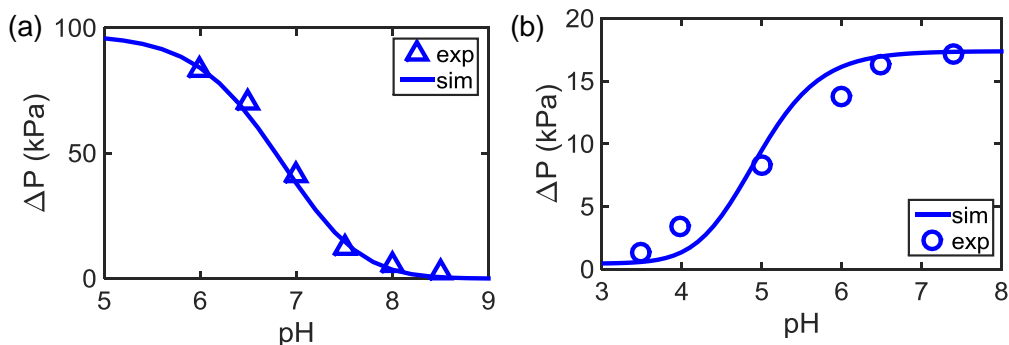 (a)
100
50
0
ΔP (kPa)
5 6 7 8 9
pH
exp
sim
(b)
20
15
10
5
0
ΔP (kPa)
3 4 5 6 7 8
pH
sim
exp